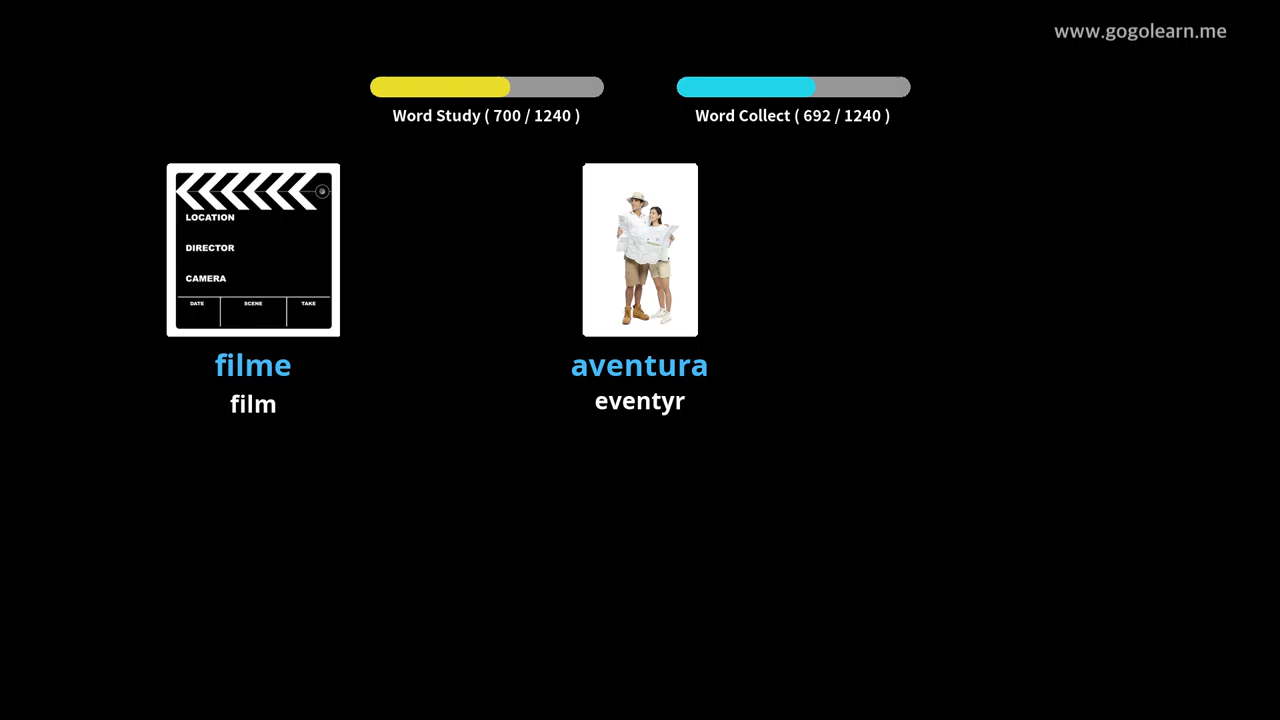 www.gogolearn.me
Word Study ( 700 / 1240 )
Word Collect ( 692 / 1240 )
LOCATION
DIRECTOR
CAMERA
DATE SCENE TAKE
filme
film
aventura
eventyr